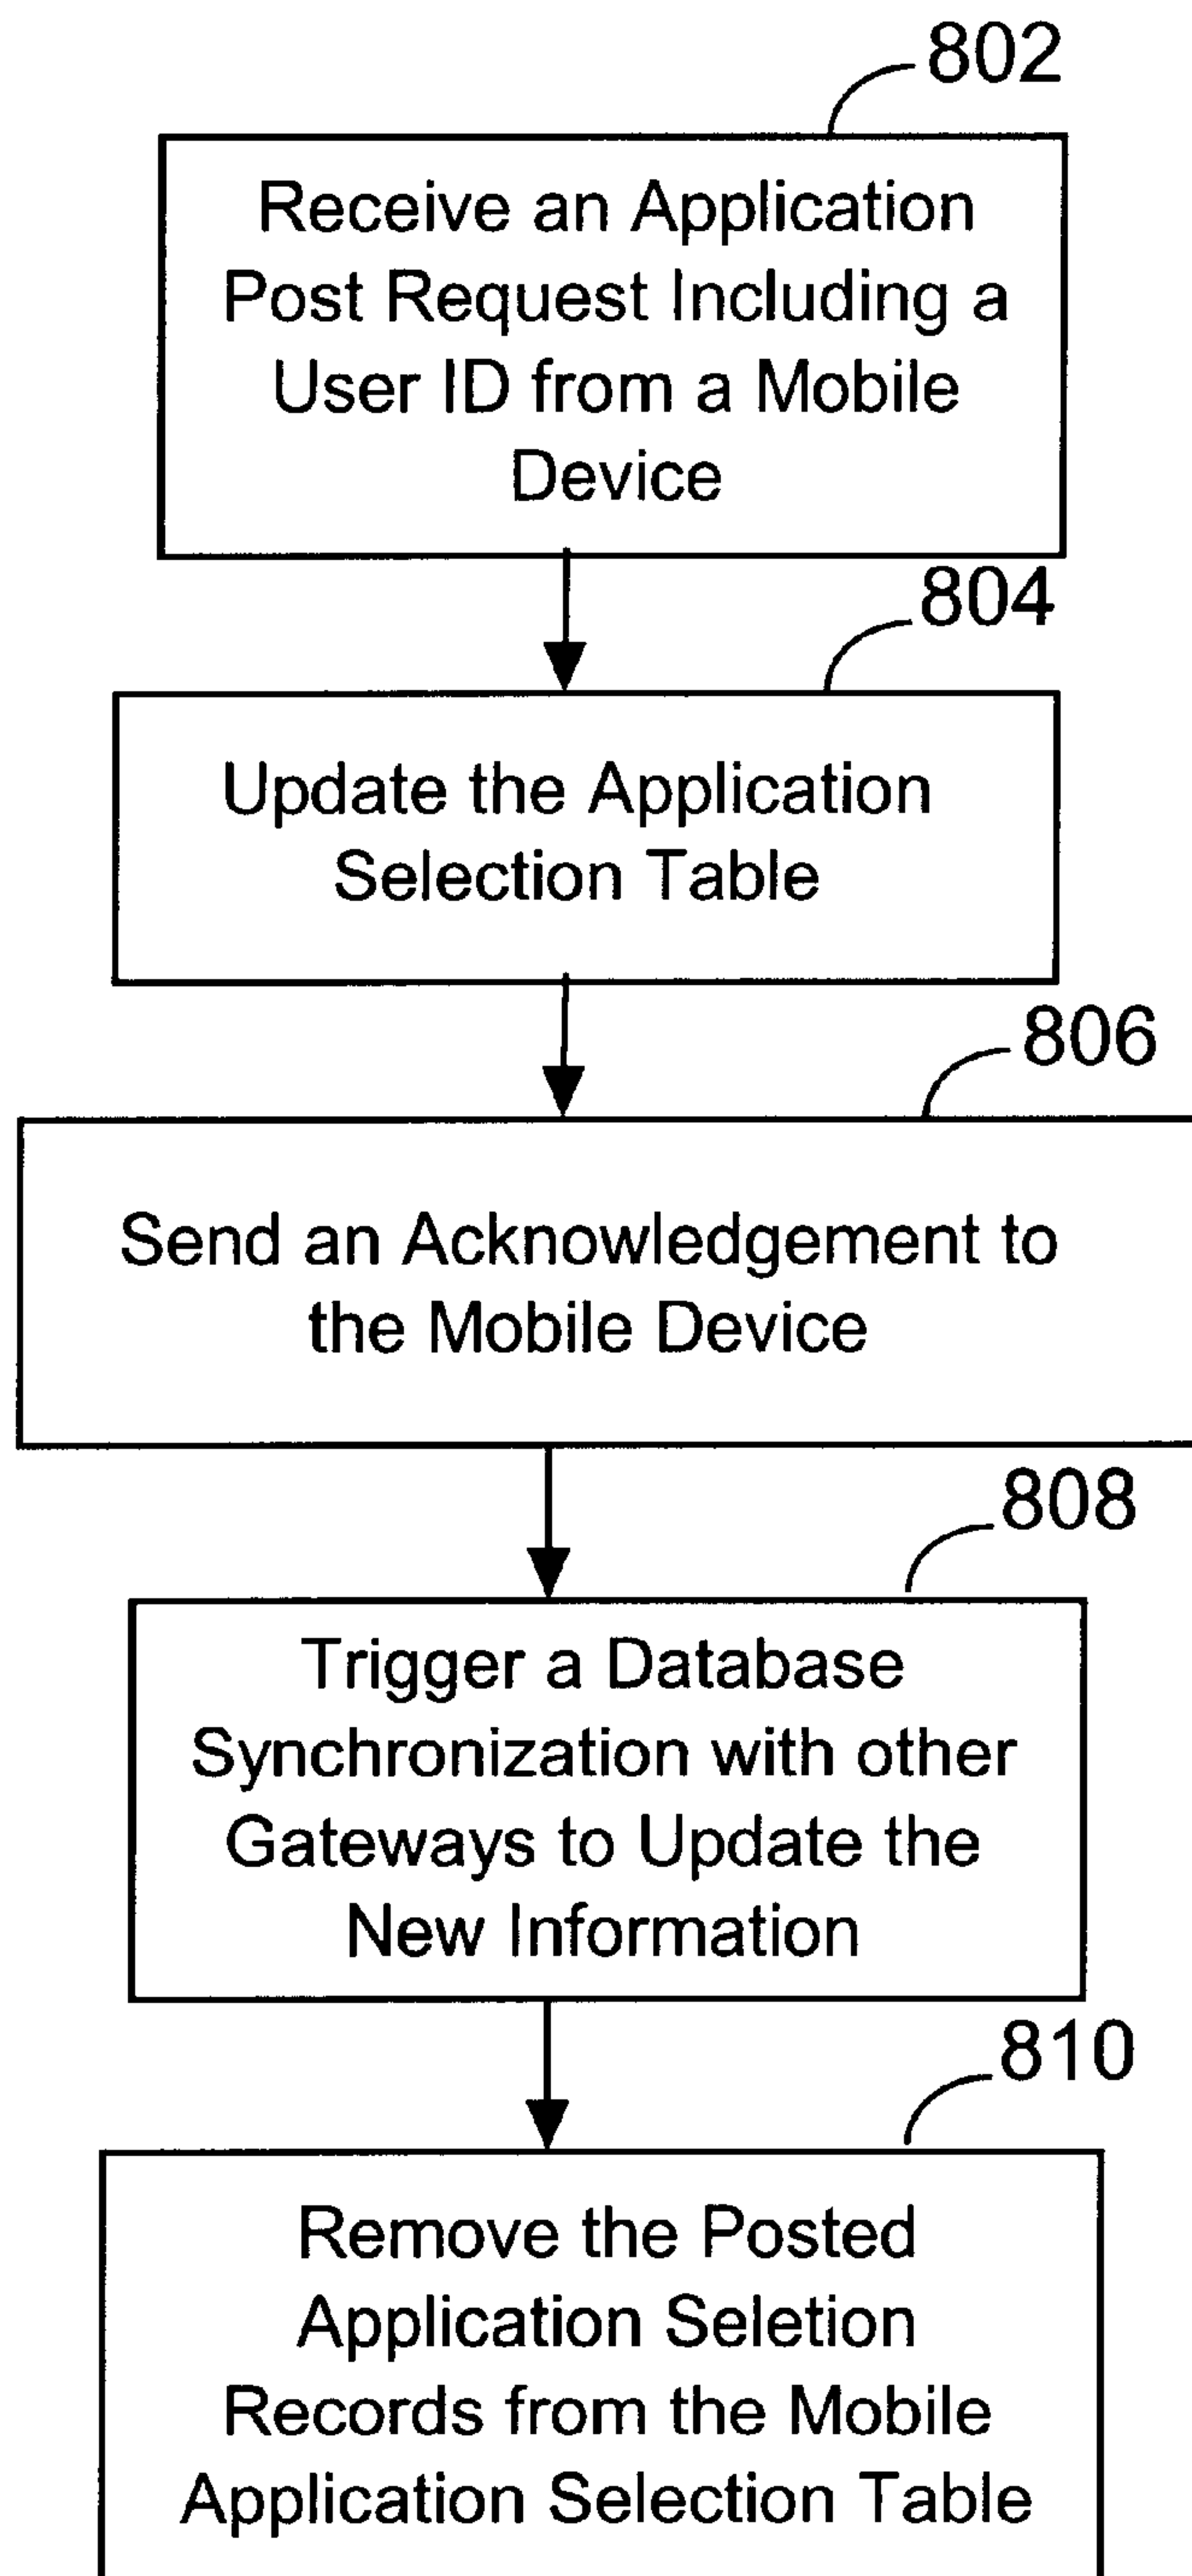 802
Receive an Application
Post Request Including a
User ID from a Mobile
Device
804
Update the Application
Selection Table
806
Send an Acknowledgement to
the Mobile Device
808
Trigger a Database
Synchronization with other
Gateways to Update the
New Information
810
Remove the Posted
Application Seletion
Records from the Mobile
Application Selection Table